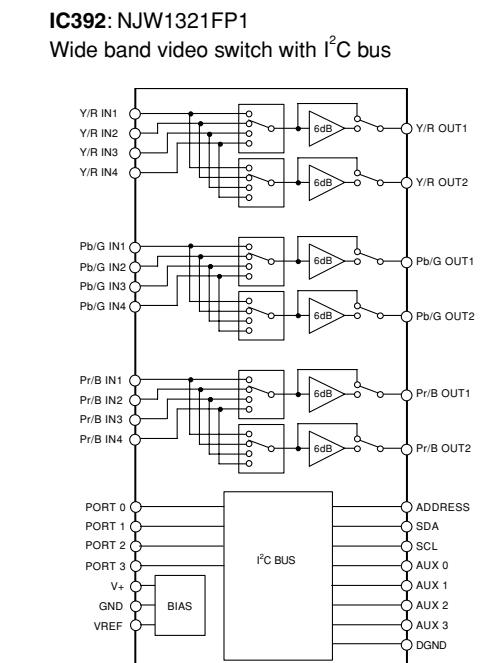 IC392: NJW1321FP1
Wide band video switch with I²C bus
Y/R IN1
Y/R IN2
Y/R IN3
Y/R IN4
6dB
Y/R OUT1
6dB
Y/R OUT2
Pb/G IN1
Pb/G IN2
Pb/G IN3
Pb/G IN4
6dB
Pb/G OUT1
6dB
Pb/G OUT2
Pr/B IN1
Pr/B IN2
Pr/B IN3
Pr/B IN4
6dB
Pr/B OUT1
6dB
Pr/B OUT2
PORT 0
PORT 1
PORT 2
PORT 3
V+
GND
VREF
BIAS
I²C BUS
ADDRESS
SDA
SCL
AUX 0
AUX 1
AUX 2
AUX 3
DGND